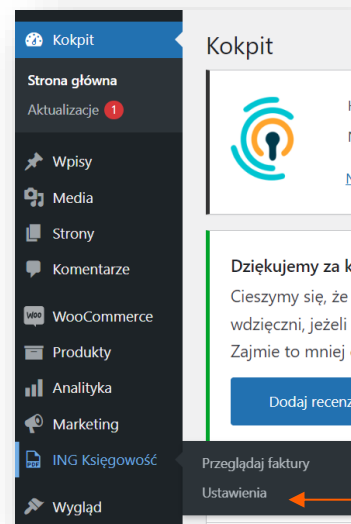 Kokpit
Strona główna
Aktualizacje 1
Wpisy
Media
Strony
Komentarze
WooCommerce
Produkty
Analityka
Marketing
ING Księgowość
Wygląd
Kokpit
Dziękujemy za
Cieszymy się, że
wdzięczni, jeżeli
Zajmie to mniej
Dodaj
Przeglądaj faktury
Ustawienia